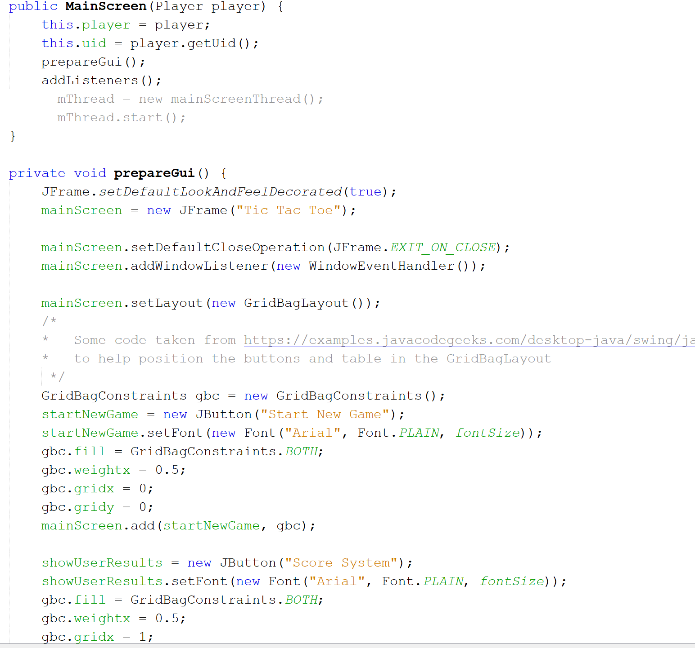 public MainScreen(Player player) {
this.player = player;
this.uid = player.getUid();
prepareGui();
addListeners();
mThread = new mainScreenThread();
mThread.start();
}
private void prepareGui() {
JFrame.setDefaultLookAndFeelDecorated(true);
mainScreen = new JFrame("Tic Tac Toe");
mainScreen.setDefaultCloseOperation(JFrame.EXIT_ON_CLOSE);
mainScreen.addWindowListener(new WindowEventHandler());
mainScreen.setLayout(new GridBagLayout());
/*
* Some code taken from https://examples.javacodegeeks.com/desktop-java/swing/ja
* to help position the buttons and table in the GridBagLayout
*/
GridBagConstraints gbc = new GridBagConstraints();
startNewGame = new JButton("Start New Game");
startNewGame.setFont(new Font("Arial", Font.PLAIN, fontSize));
gbc.fill = GridBagConstraints.BOTH;
gbc.weightx = 0.5;
gbc.gridx = 0;
gbc.gridy = 0;
mainScreen.add(startNewGame, gbc);
showUserResults = new JButton("Score System");
showUserResults.setFont(new Font("Arial", Font.PLAIN, fontSize));
gbc.fill = GridBagConstraints.BOTH;
gbc.weightx = 0.5;
gbc.gridx = 1;